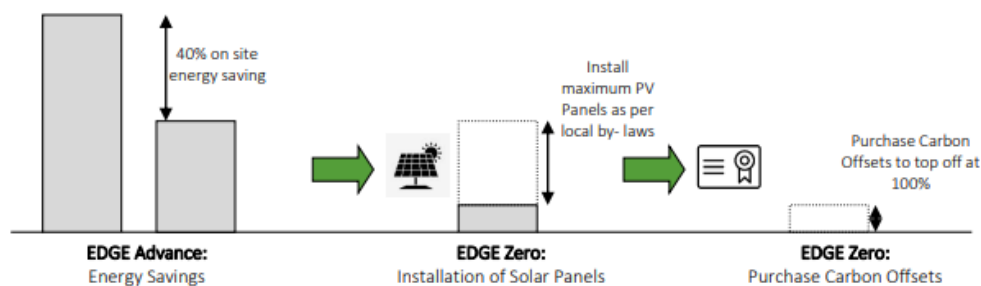 40% on site
energy saving
Install
maximum PV
Panels as per
local by- laws
Purchase Carbon
Offsets to top off at
100%
EDGE Advance:
Energy Savings
EDGE Zero:
Installation of Solar Panels
EDGE Zero:
Purchase Carbon Offsets